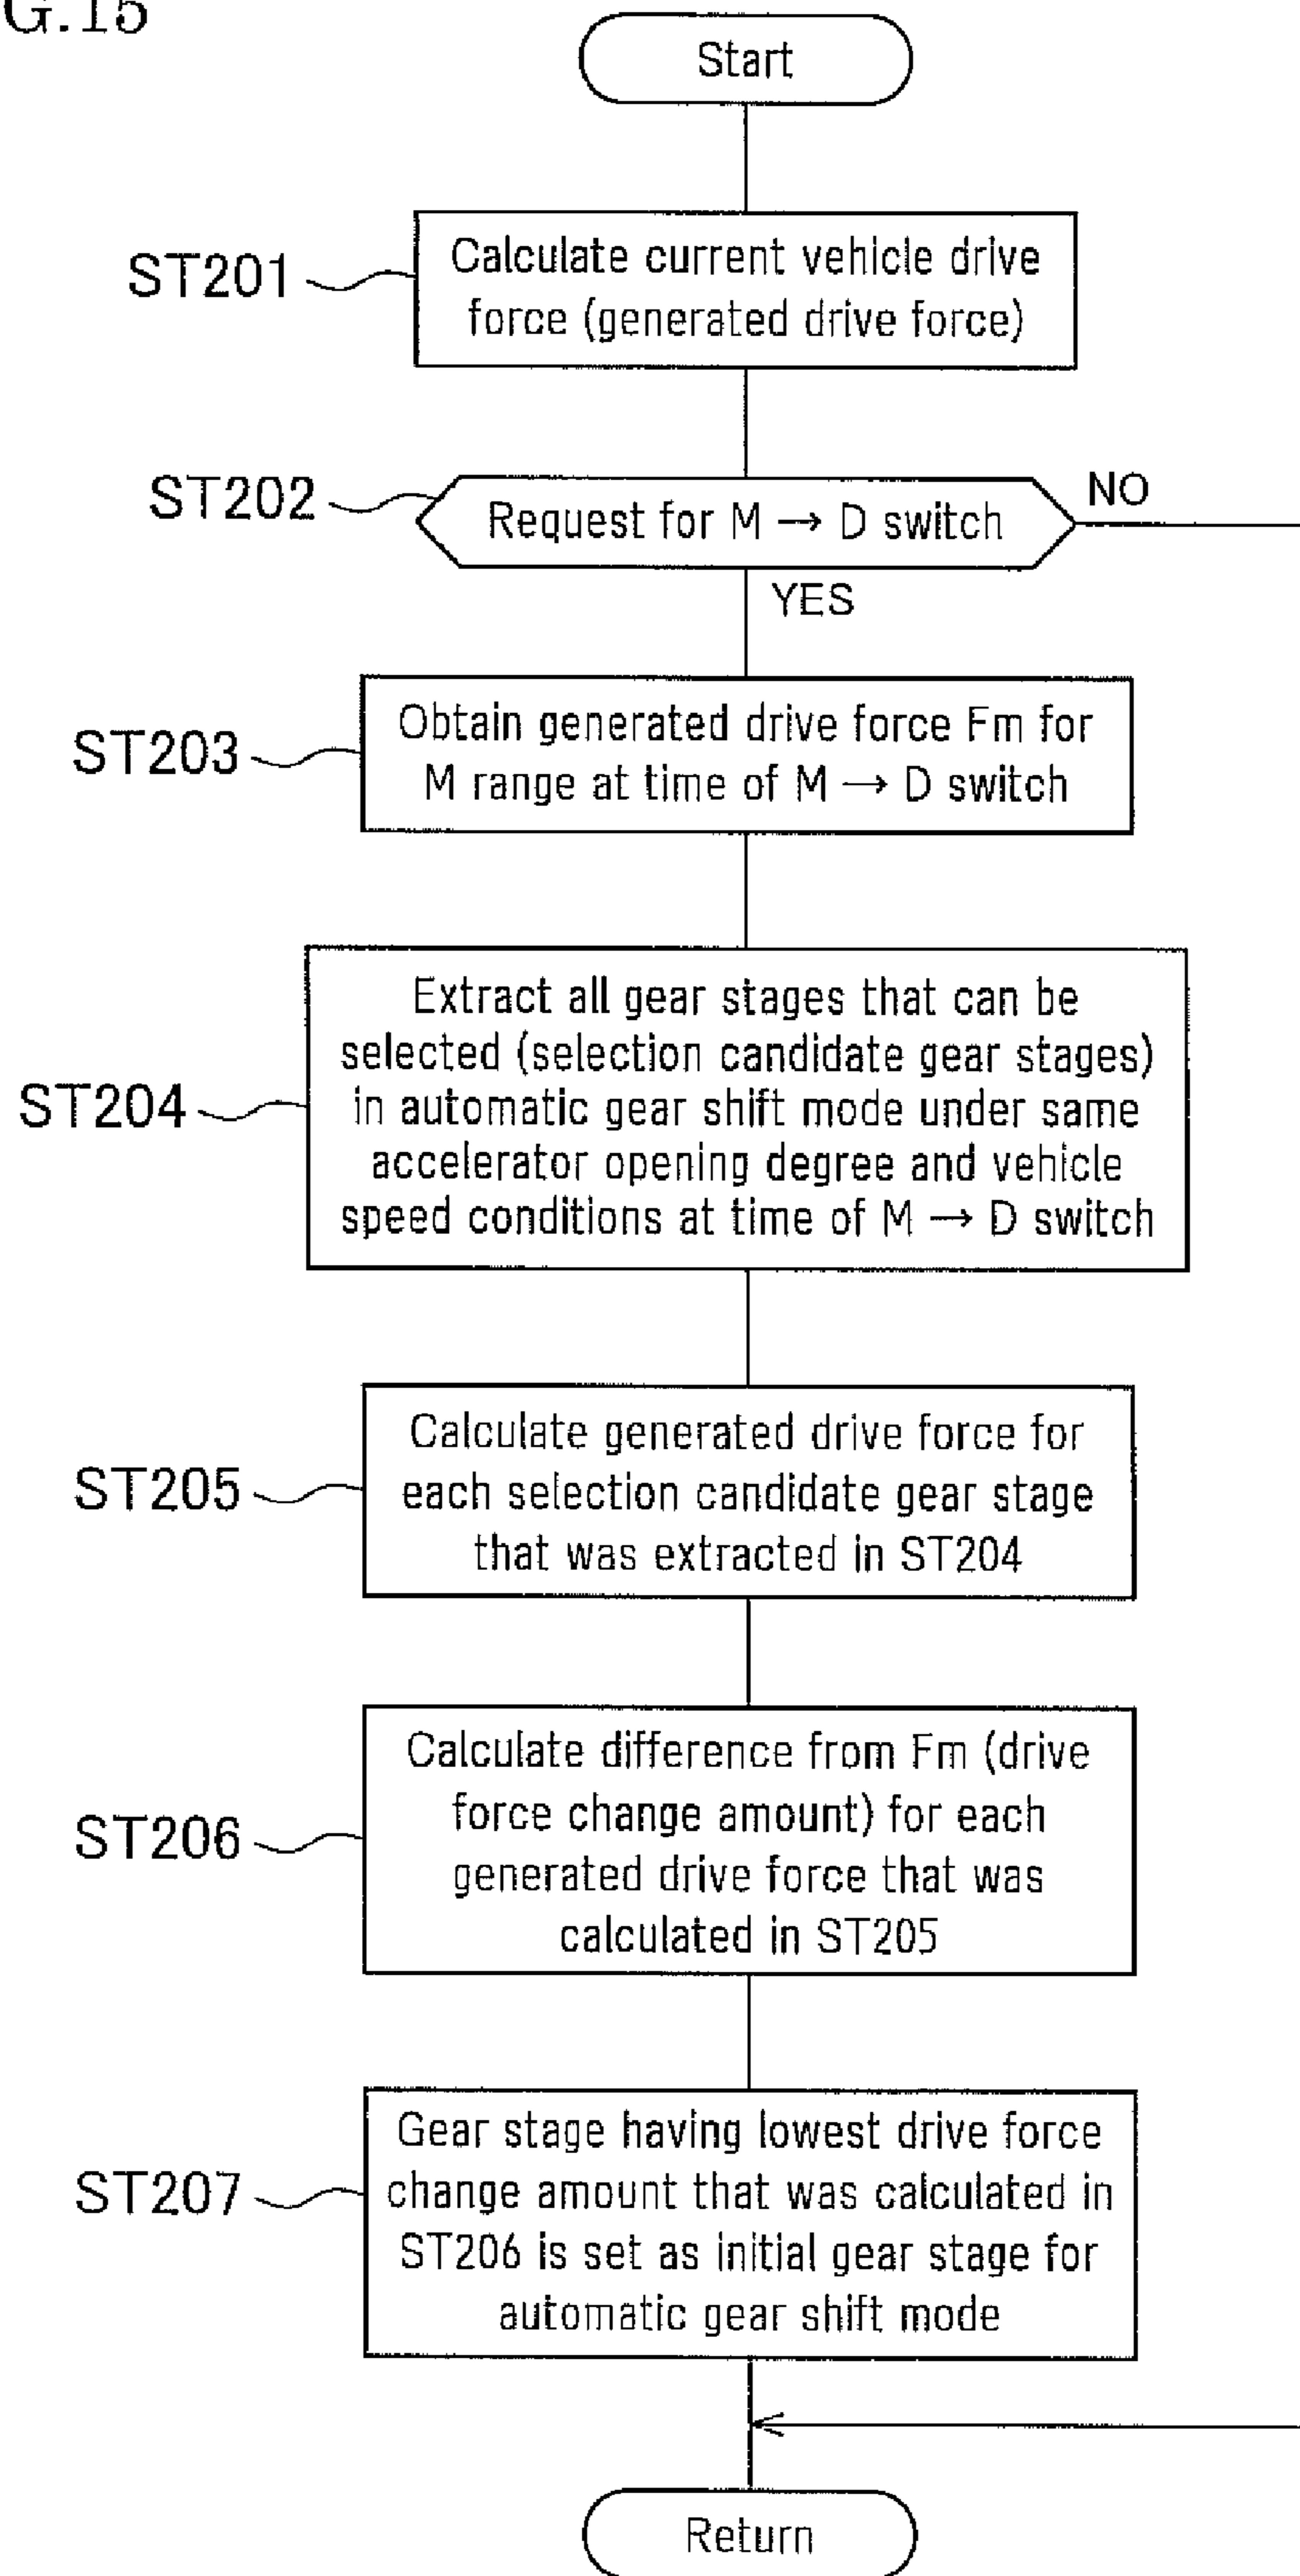 G.15
Start
ST201
Calculate current vehicle drive
force (generated drive force)
ST202
Request for M → D switch
NO
YES
ST203
Obtain generated drive force Fm for
M range at time of M → D switch
ST204
Extract all gear stages that can be
selected (selection candidate gear stages)
in automatic gear shift mode under same
accelerator opening degree and vehicle
speed conditions at time of M → D switch
ST205
Calculate generated drive force for
each selection candidate gear stage
that was extracted in ST204
ST206
Calculate difference from Fm (drive
force change amount) for each
generated drive force that was
calculated in ST205
ST207
Gear stage having lowest drive force
change amount that was calculated in
ST206 is set as initial gear stage for
automatic gear shift mode
Return